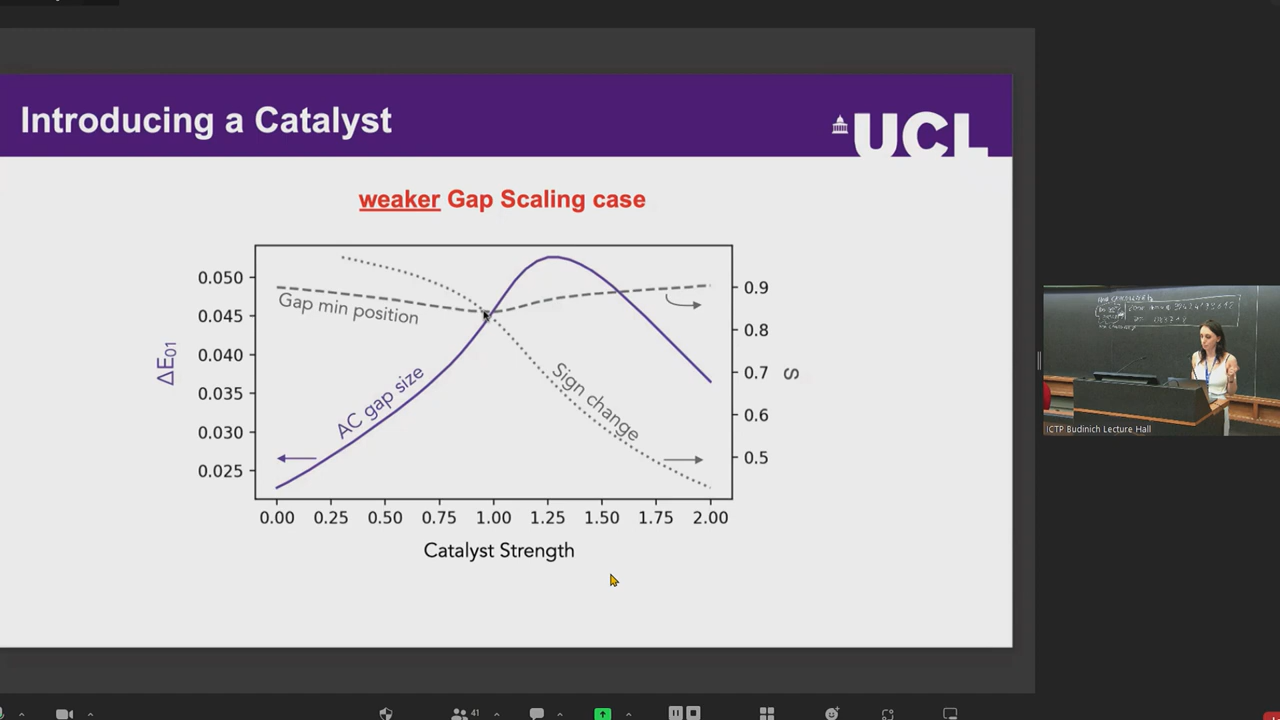 Introducing a Catalyst
UCL
weaker Gap Scaling case
0.050
0.045
0.040
0.035
0.030
0.025
ΔE01
Gap min position
AC gap size
Sign change
0.9
0.8
0.7
0.6
0.5
S
0.00 0.25 0.50 0.75 1.00 1.25 1.50 1.75 2.00
Catalyst Strength
ICTP Budinich Lecture Hall
41